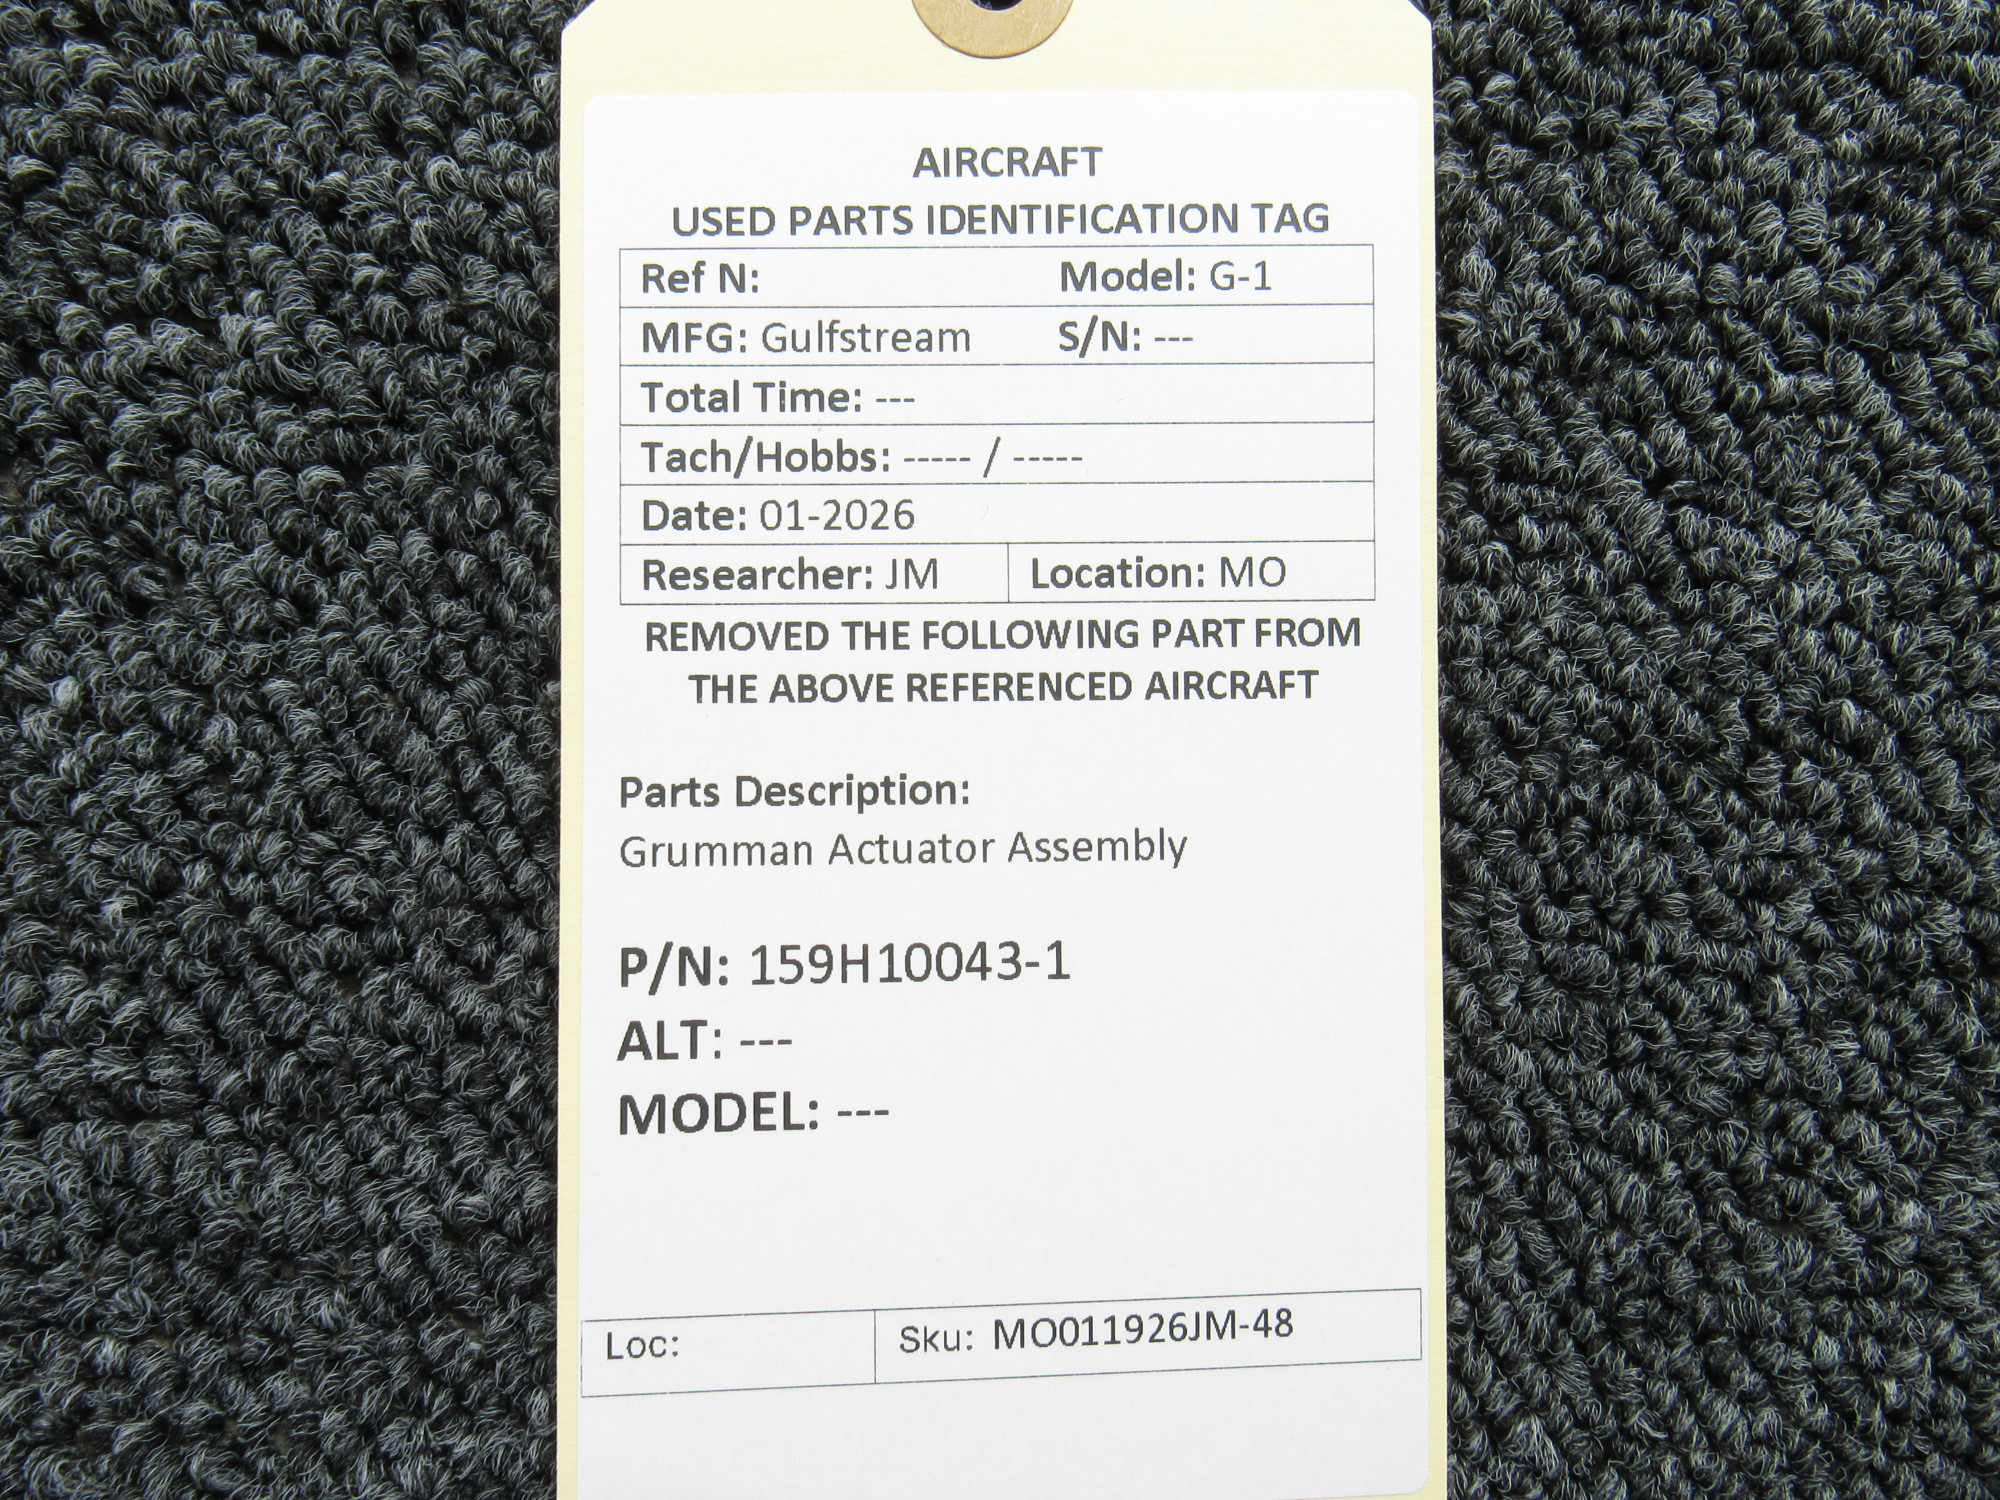 AIRCRAFT
USED PARTS IDENTIFICATION TAG
Ref N: Model: G-1
MFG: Gulfstream S/N: ---
Total Time: ---
Tach/Hobbs: ----- / -----
Date: 01-2026
Researcher: JM Location: MO
REMOVED THE FOLLOWING PART FROM
THE ABOVE REFERENCED AIRCRAFT
Parts Description:
Grumman Actuator Assembly
P/N: 159H10043-1
ALT: ---
MODEL: ---
Loc: Sku: MO011926JM-48